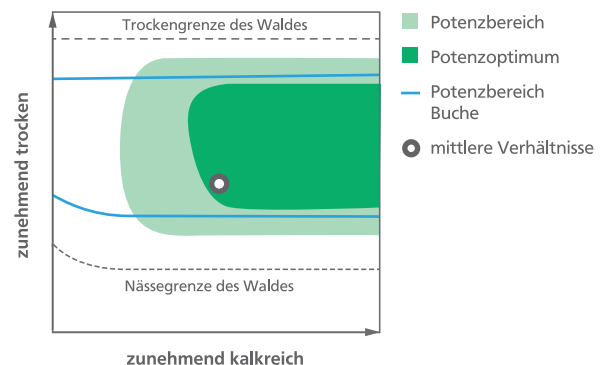 Trockengrenze des Waldes
Nässegrenze des Waldes
zunehmend trocken
zunehmend kalkreich
Potenzbereich
Potenzoptimum
Potenzbereich
Buche
mittlere Verhältnisse